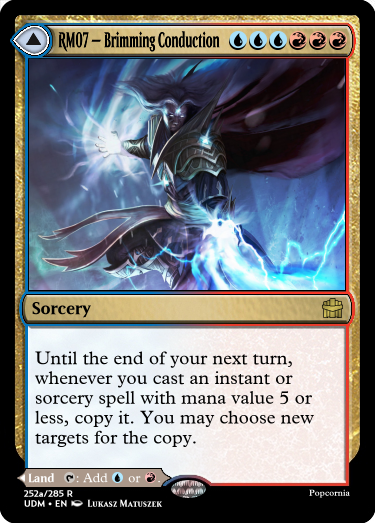 RM07 – Brimming Conduction
Sorcery
Until the end of your next turn,
whenever you cast an instant or
sorcery spell with mana value 5 or
less, copy it. You may choose new
targets for the copy.
Land : Add or .
252a/285 R
Popcornia
UDM • EN Lukasz Matuszek